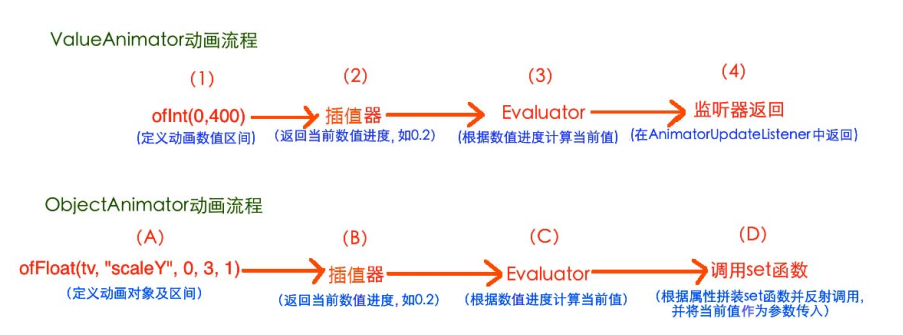 ValueAnimator动画流程
(1)
(2)
(3)
(4)
ofInt(0,400)
插值器
Evaluator
监听器返回
(定义动画数值区间)
(返回当前数值进度, 如0.2)
(根据数值进度计算当前值)
(在AnimatorUpdateListener中返回)
ObjectAnimator动画流程
(A)
(B)
(C)
(D)
ofFloat(tv, "scaleY", 0, 3, 1)
插值器
Evaluator
调用set函数
(定义动画对象及区间)
(返回当前数值进度, 如0.2)
(根据数值进度计算当前值)
(根据属性拼装set函数并反射调用,
并将当前值作为参数传入)